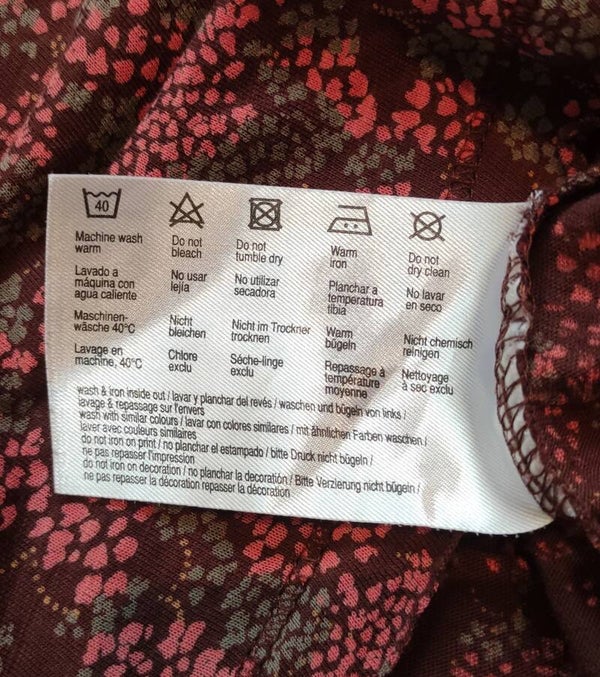 40
Machine wash
warm
Lavado a
máquina con
agua caliente
Maschinen-
wäsche 40°C
Lavage en
machine, 40°C
Do not
bleach
No usar
lejía
Nicht
bleichen
Chlore
exclu
Do not
tumble dry
No utilizar
secadora
Nicht im Trockner
trocknen
Séche-linge
exclu
Warm
iron
Planchar a
temperatura
tibia
Warm
bügeln
Repassage à
température
moyenne
Do not
dry clean
No lavar
en seco
Nicht chemisch
reinigen
Nettoyage
à sec exclu
wash & iron inside out / lavar y planchar del revés / waschen und bügeln von links /
lavage & repassage sur l'envers
wash with similar colours / lavar con colores similares / mit ähnlichen Farben waschen /
laver avec couleurs similaires
do not iron on print / no planchar el estampado / bitte Druck nicht bügeln /
ne pas repasser l'impression
do not iron on decoration / no planchar la decoratión / Bitte Verzierung nicht bügeln /
ne pas repasser la décoration repasser la décoration